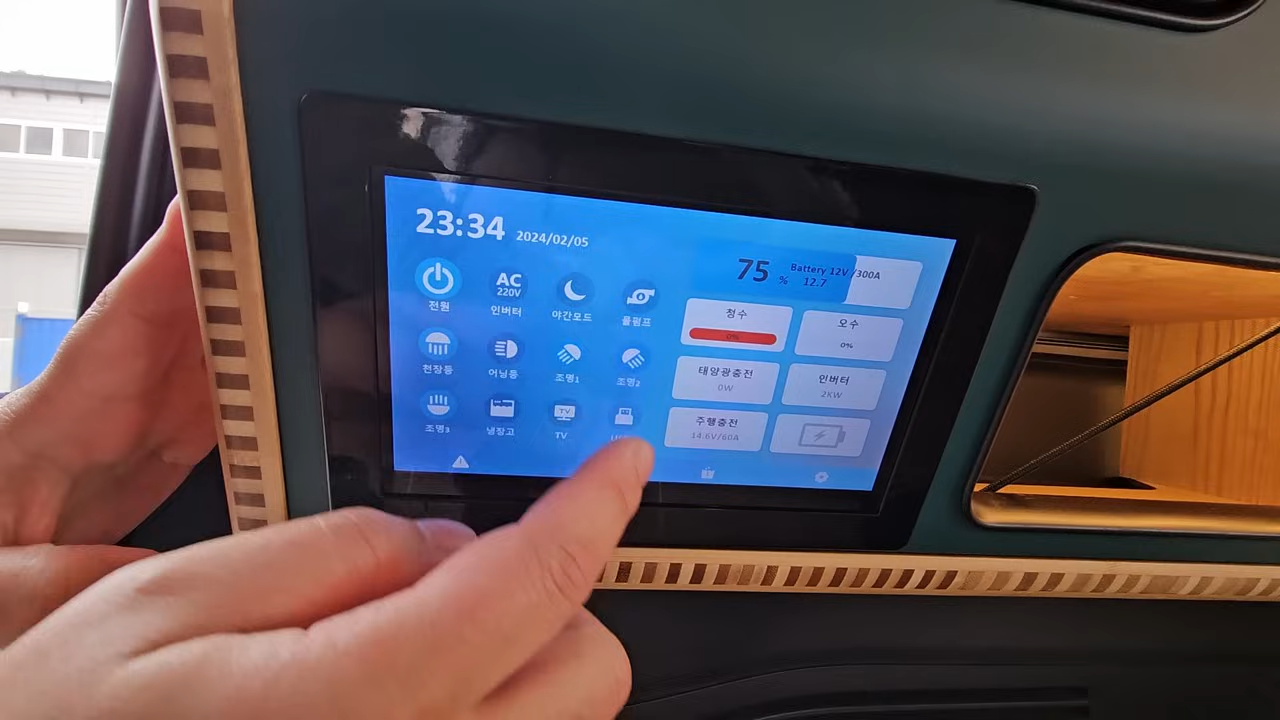 23:34 2024/02/05
전원
AC
220V
인버터
야간모드
물펌프
천장등
어닝등
조명1
조명2
조명3
냉장고
TV
TV
75 %
Battery 12V /300A
12.7
청수
0%
오수
0%
태양광충전
0W
인버터
2KW
주행충전
14.6V/60A